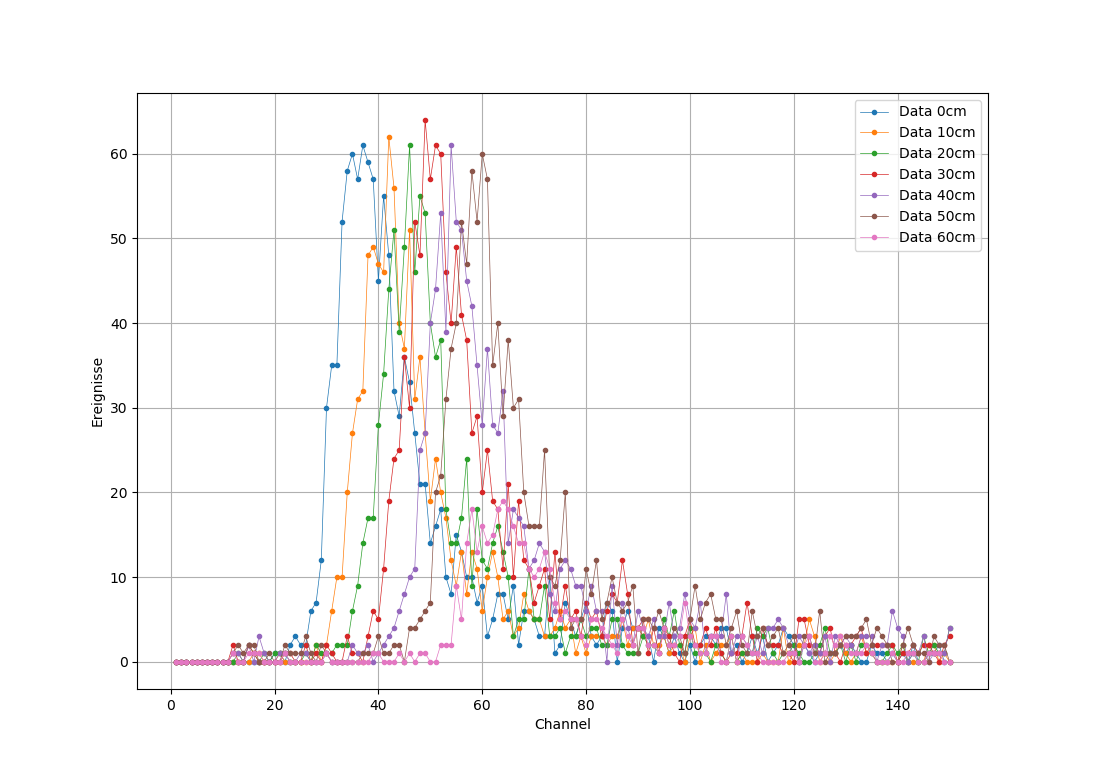 Data 0cm
Data 10cm
Data 20cm
Data 30cm
Data 40cm
Data 50cm
Data 60cm
60
50
40
30
20
10
0
Ereignisse
0 20 40 60 80 100 120 140
Channel